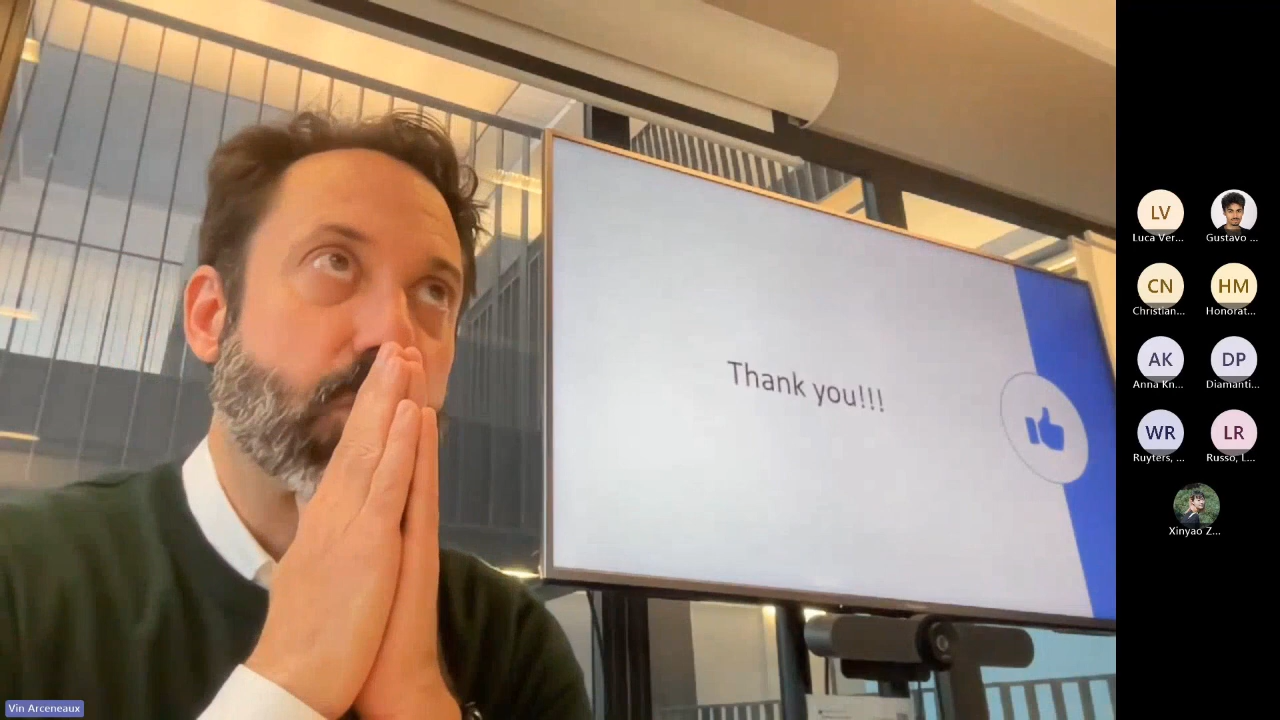 Thank you!!!
LV
Luca Ver...
Gustavo ...
CN
Christian...
HM
Honorat...
AK
Anna Kn...
DP
Diamanti...
WR
Ruyters, ...
LR
Russo, L...
Xinyao Z...
Vin Arceneaux